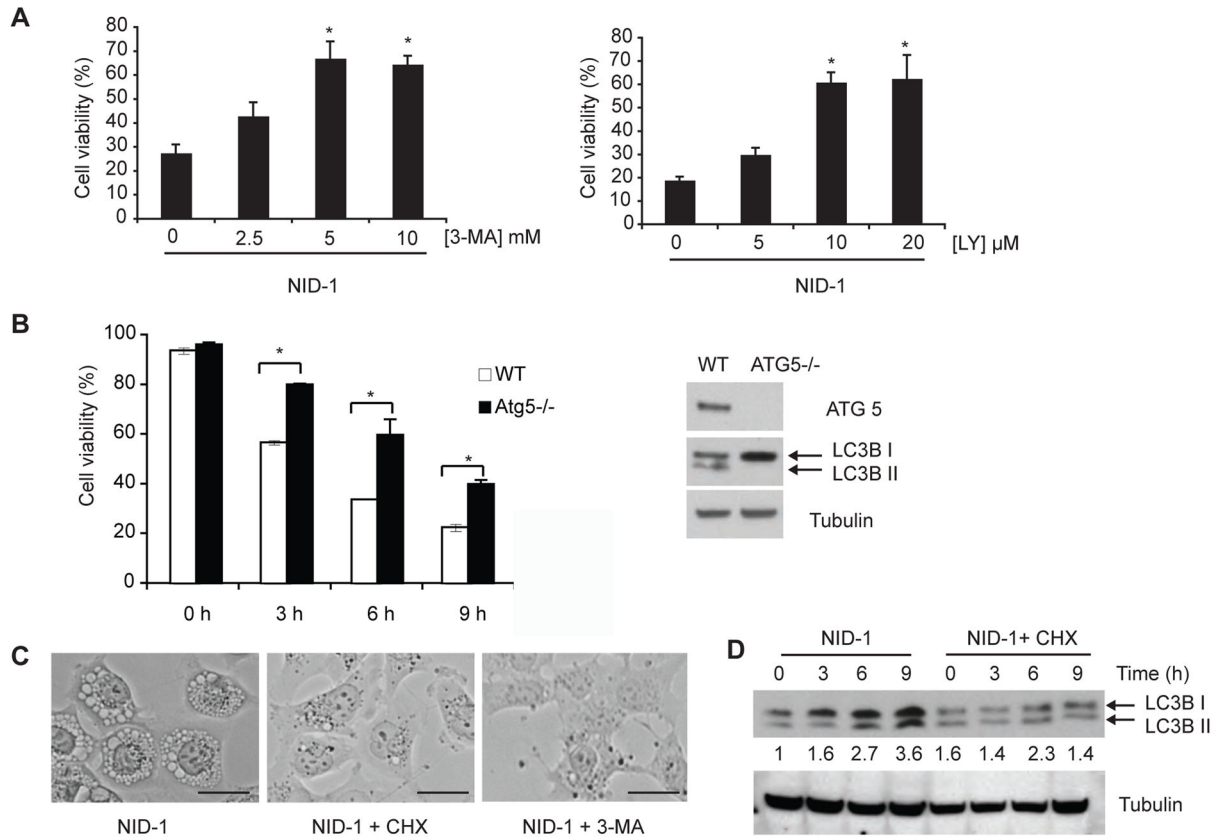 A
Cell viability (%)
80
70
60
50
40
30
20
10
0
* *
0 2.5 5 10 [3-MA] mM
NID-1
Cell viability (%)
80
70
60
50
40
30
20
10
0
* *
0 5 10 20 [LY] µM
NID-1
B
Cell viability (%)
100
80
60
40
20
0
* * *
WT
Atg5-/-
0 h 3 h 6 h 9 h
WT ATG5-/-
ATG 5
LC3B I
LC3B II
Tubulin
C
NID-1 NID-1 + CHX NID-1 + 3-MA
D
NID-1 NID-1+ CHX
0 3 6 9 0 3 6 9 Time (h)
LC3B I
LC3B II
1 1.6 2.7 3.6 1.6 1.4 2.3 1.4
Tubulin